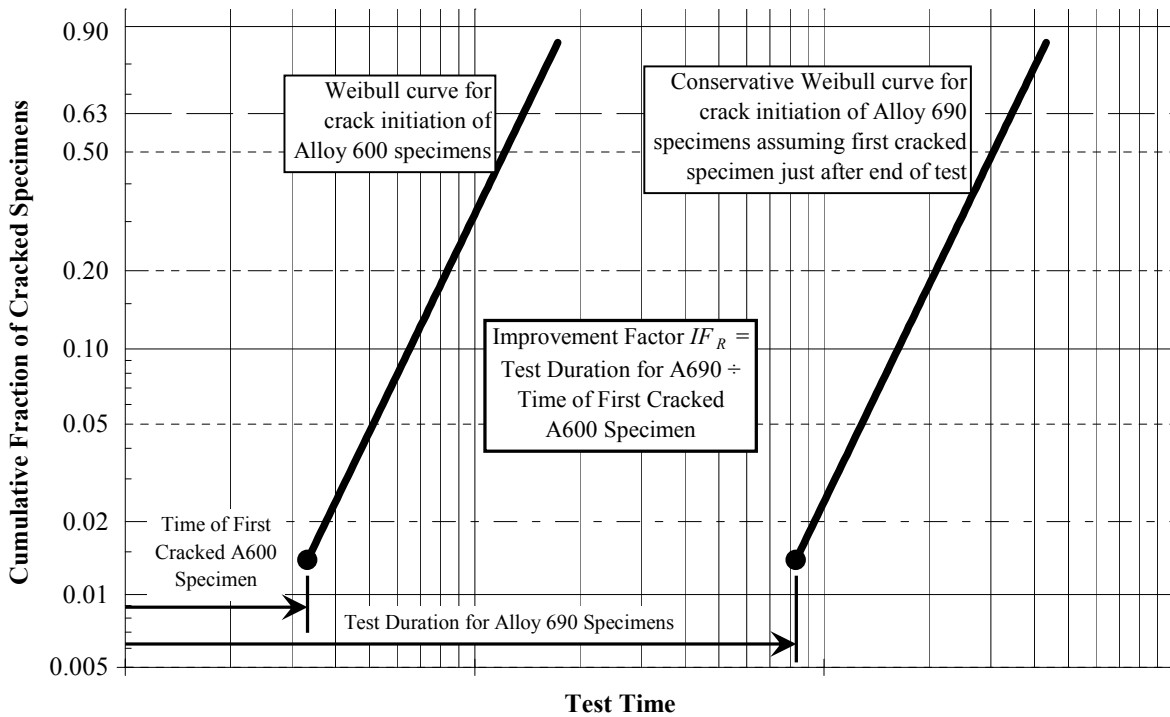 Cumulative Fraction of Cracked Specimens
0.90
0.63
0.50
0.20
0.10
0.05
0.02
0.01
0.005
Weibull curve for
crack initiation of
Alloy 600 specimens
Conservative Weibull curve for
crack initiation of Alloy 690
specimens assuming first cracked
specimen just after end of test
Improvement Factor IF_R =
Test Duration for A690 ÷
Time of First Cracked
A600 Specimen
Time of First
Cracked A600
Specimen
Test Duration for Alloy 690 Specimens
Test Time